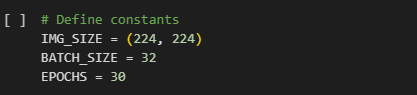 [ ] # Define constants
IMG_SIZE = (224, 224)
BATCH_SIZE = 32
EPOCHS = 30